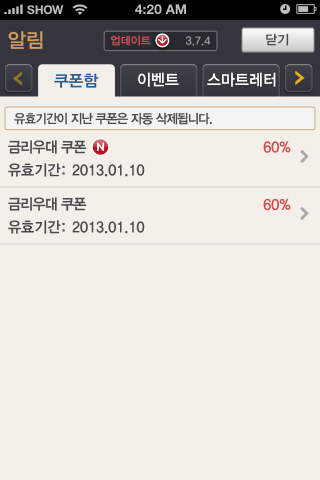 SHOW 4:20 AM
알림 업데이트 3.7.4 닫기
쿠폰함 이벤트 스마트레터
유효기간이 지난 쿠폰은 자동 삭제됩니다.
금리우대 쿠폰 N 60%
유효기간: 2013.01.10
금리우대 쿠폰 60%
유효기간: 2013.01.10